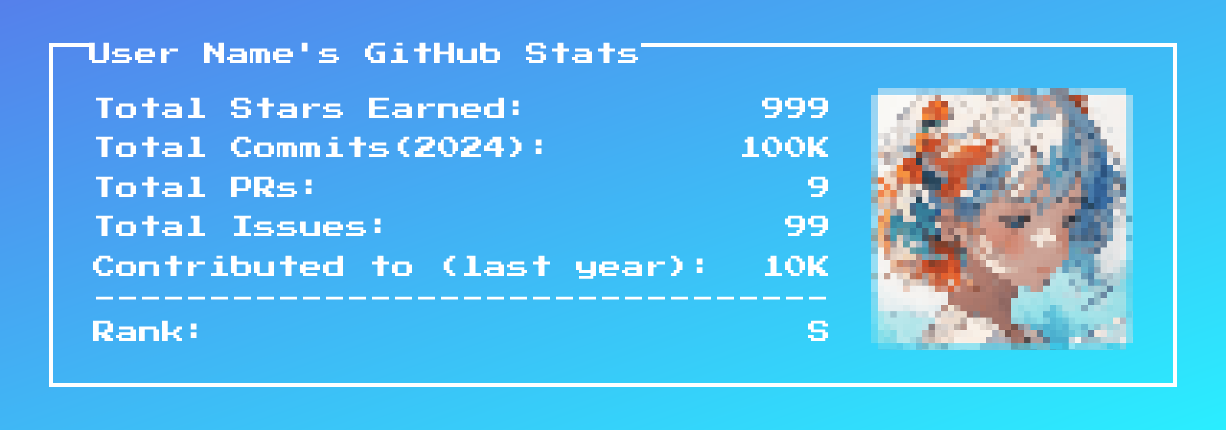 User Name's GitHub Stats
Total Stars Earned: 999
Total Commits(2024): 100K
Total PRs: 9
Total Issues: 99
Contributed to (last year): 10K
--------------------------------
Rank: S